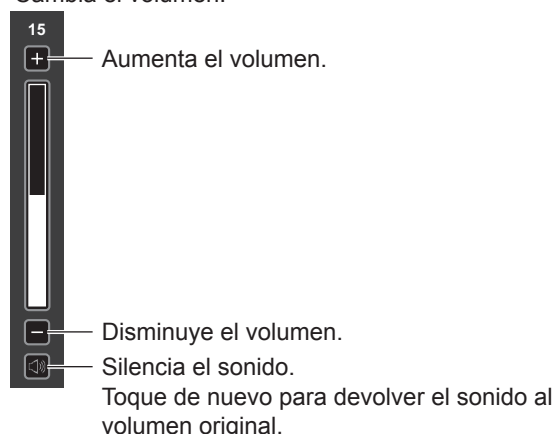 Cambia el volumen.
15
+
Aumenta el volumen.
−
Disminuye el volumen.
Silencia el sonido.
Toque de nuevo para devolver el sonido al
volumen original.